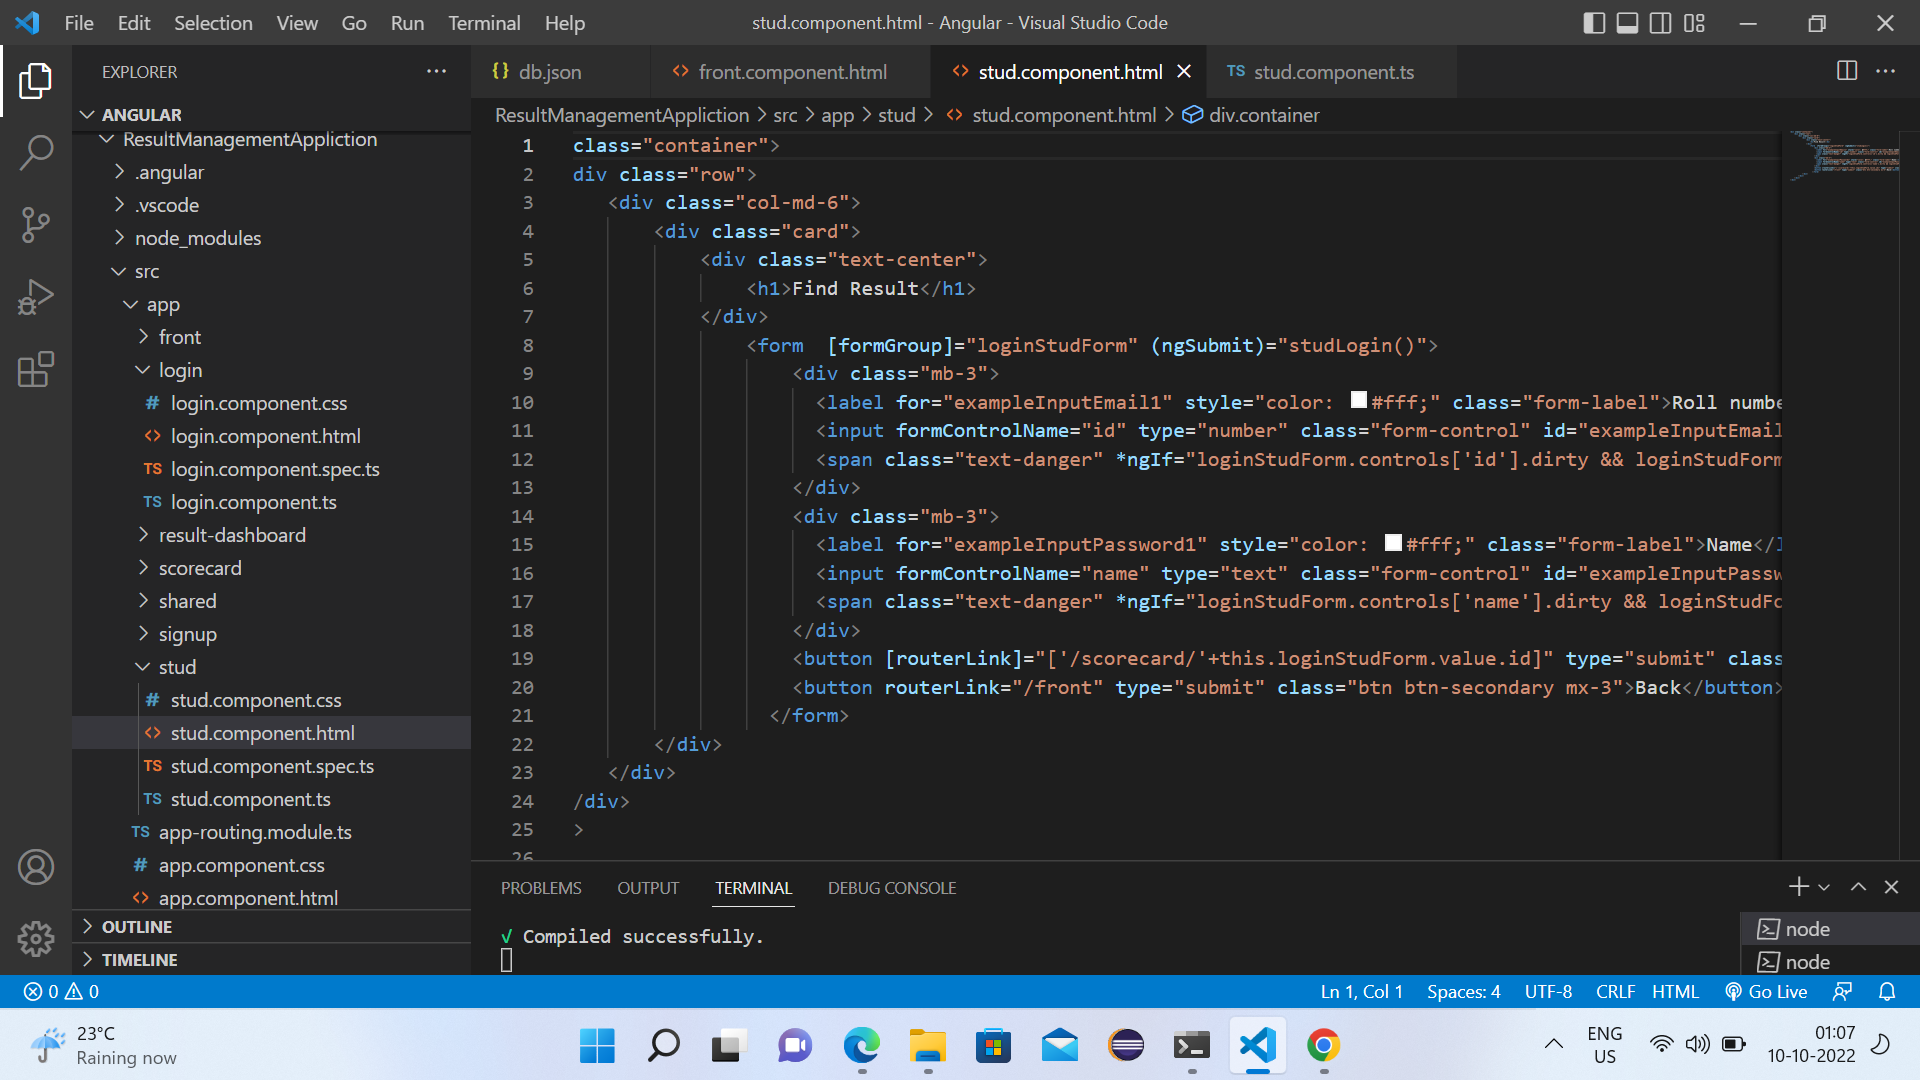 File Edit Selection View Go Run Terminal Help
stud.component.html - Angular - Visual Studio Code
EXPLORER
ANGULAR
ResultManagementAppliction
.angular
.vscode
node_modules
src
app
front
login
# login.component.css
<> login.component.html
TS login.component.spec.ts
TS login.component.ts
result-dashboard
scorecard
shared
signup
stud
# stud.component.css
<> stud.component.html
TS stud.component.spec.ts
TS stud.component.ts
TS app-routing.module.ts
# app.component.css
<> app.component.html
OUTLINE
TIMELINE
{} db.json
<> front.component.html
<> stud.component.html
TS stud.component.ts
ResultManagementAppliction > src > app > stud > <> stud.component.html > div.container
1 class="container">
2 div class="row">
3 <div class="col-md-6">
4 <div class="card">
5 <div class="text-center">
6 <h1>Find Result</h1>
7 </div>
8 <form  [formGroup]="loginStudForm" (ngSubmit)="studLogin()">
9 <div class="mb-3">
10 <label for="exampleInputEmail1" style="color: #fff;" class="form-label">Roll numbe
11 <input formControlName="id" type="number" class="form-control" id="exampleInputEmail
12 <span class="text-danger" *ngIf="loginStudForm.controls['id'].dirty && loginStudForm
13 </div>
14 <div class="mb-3">
15 <label for="exampleInputPassword1" style="color: #fff;" class="form-label">Name</l
16 <input formControlName="name" type="text" class="form-control" id="exampleInputPassw
17 <span class="text-danger" *ngIf="loginStudForm.controls['name'].dirty && loginStudFo
18 </div>
19 <button [routerLink]="['/scorecard/'+this.loginStudForm.value.id]" type="submit" clas
20 <button routerLink="/front" type="submit" class="btn btn-secondary mx-3">Back</button>
21 </form>
22 </div>
23 </div>
24 /div>
25 >
26
PROBLEMS OUTPUT TERMINAL DEBUG CONSOLE
√ Compiled successfully.
node
node
0 0
Ln 1, Col 1 Spaces: 4 UTF-8 CRLF HTML Go Live
23°C
Raining now
ENG
US
01:07
10-10-2022